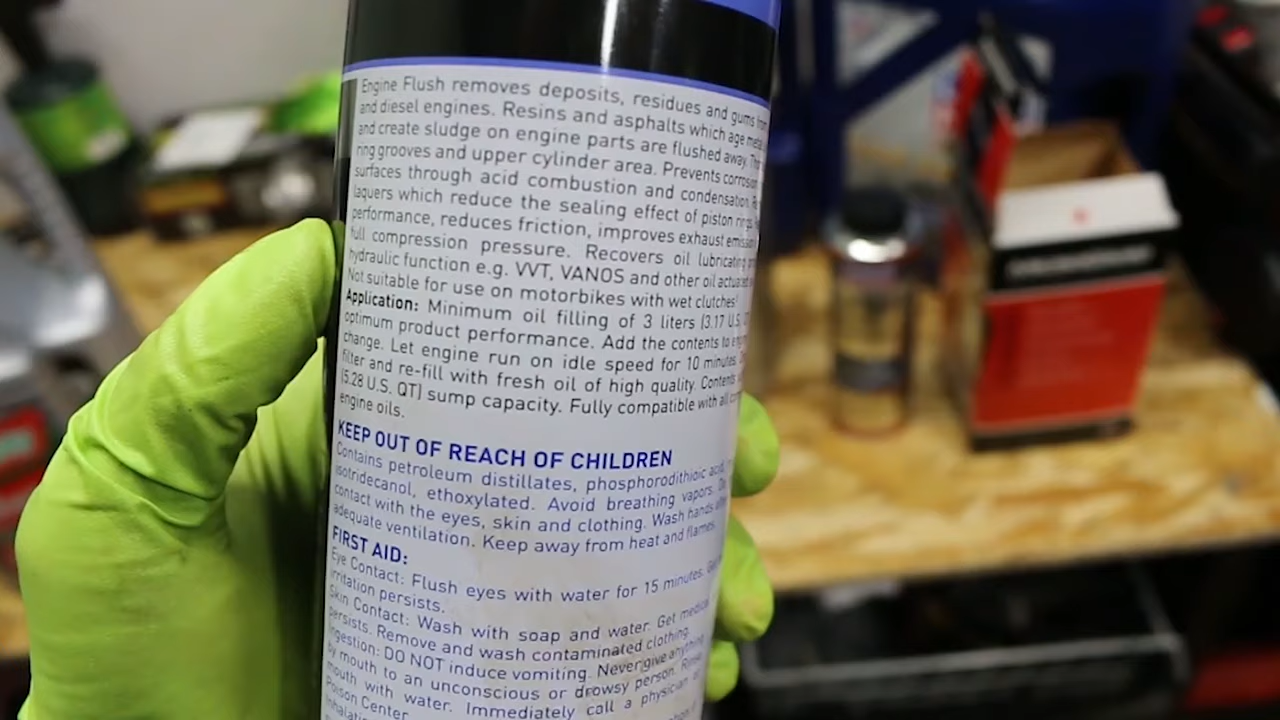 Engine Flush removes deposits, residues and gums from
and diesel engines. Resins and asphalts which age
and create sludge on engine parts are flushed away.
ring grooves and upper cylinder area. Prevents
surfaces through acid combustion and condensation.
laquers which reduce the sealing effect of piston rings.
performance, reduces friction, improves exhaust
full compression pressure. Recovers oil lubricating
hydraulic function e.g. VVT, VANOS and other oil
Not suitable for use on motorbikes with wet clutches!
Application: Minimum oil filling of 3 liters (3.17 U.S.
optimum product performance. Add the contents to
change. Let engine run on idle speed for 10 minutes.
filter and re-fill with fresh oil of high quality.
(5.28 U.S. QT) sump capacity. Fully compatible with all
engine oils.
KEEP OUT OF REACH OF CHILDREN
Contains petroleum distillates, phosphorodithioic acid,
isotridecanol, ethoxylated. Avoid breathing vapors.
contact with the eyes, skin and clothing. Wash hands
adequate ventilation. Keep away from heat and flames.
FIRST AID:
Eye Contact: Flush eyes with water for 15 minutes.
irritation persists.
Skin Contact: Wash with soap and water. Get medical
persists. Remove and wash contaminated clothing.
Ingestion: DO NOT induce vomiting. Never give anything
by mouth to an unconscious or drowsy person.
mouth with water. Immediately call a physician or
Poison Center.